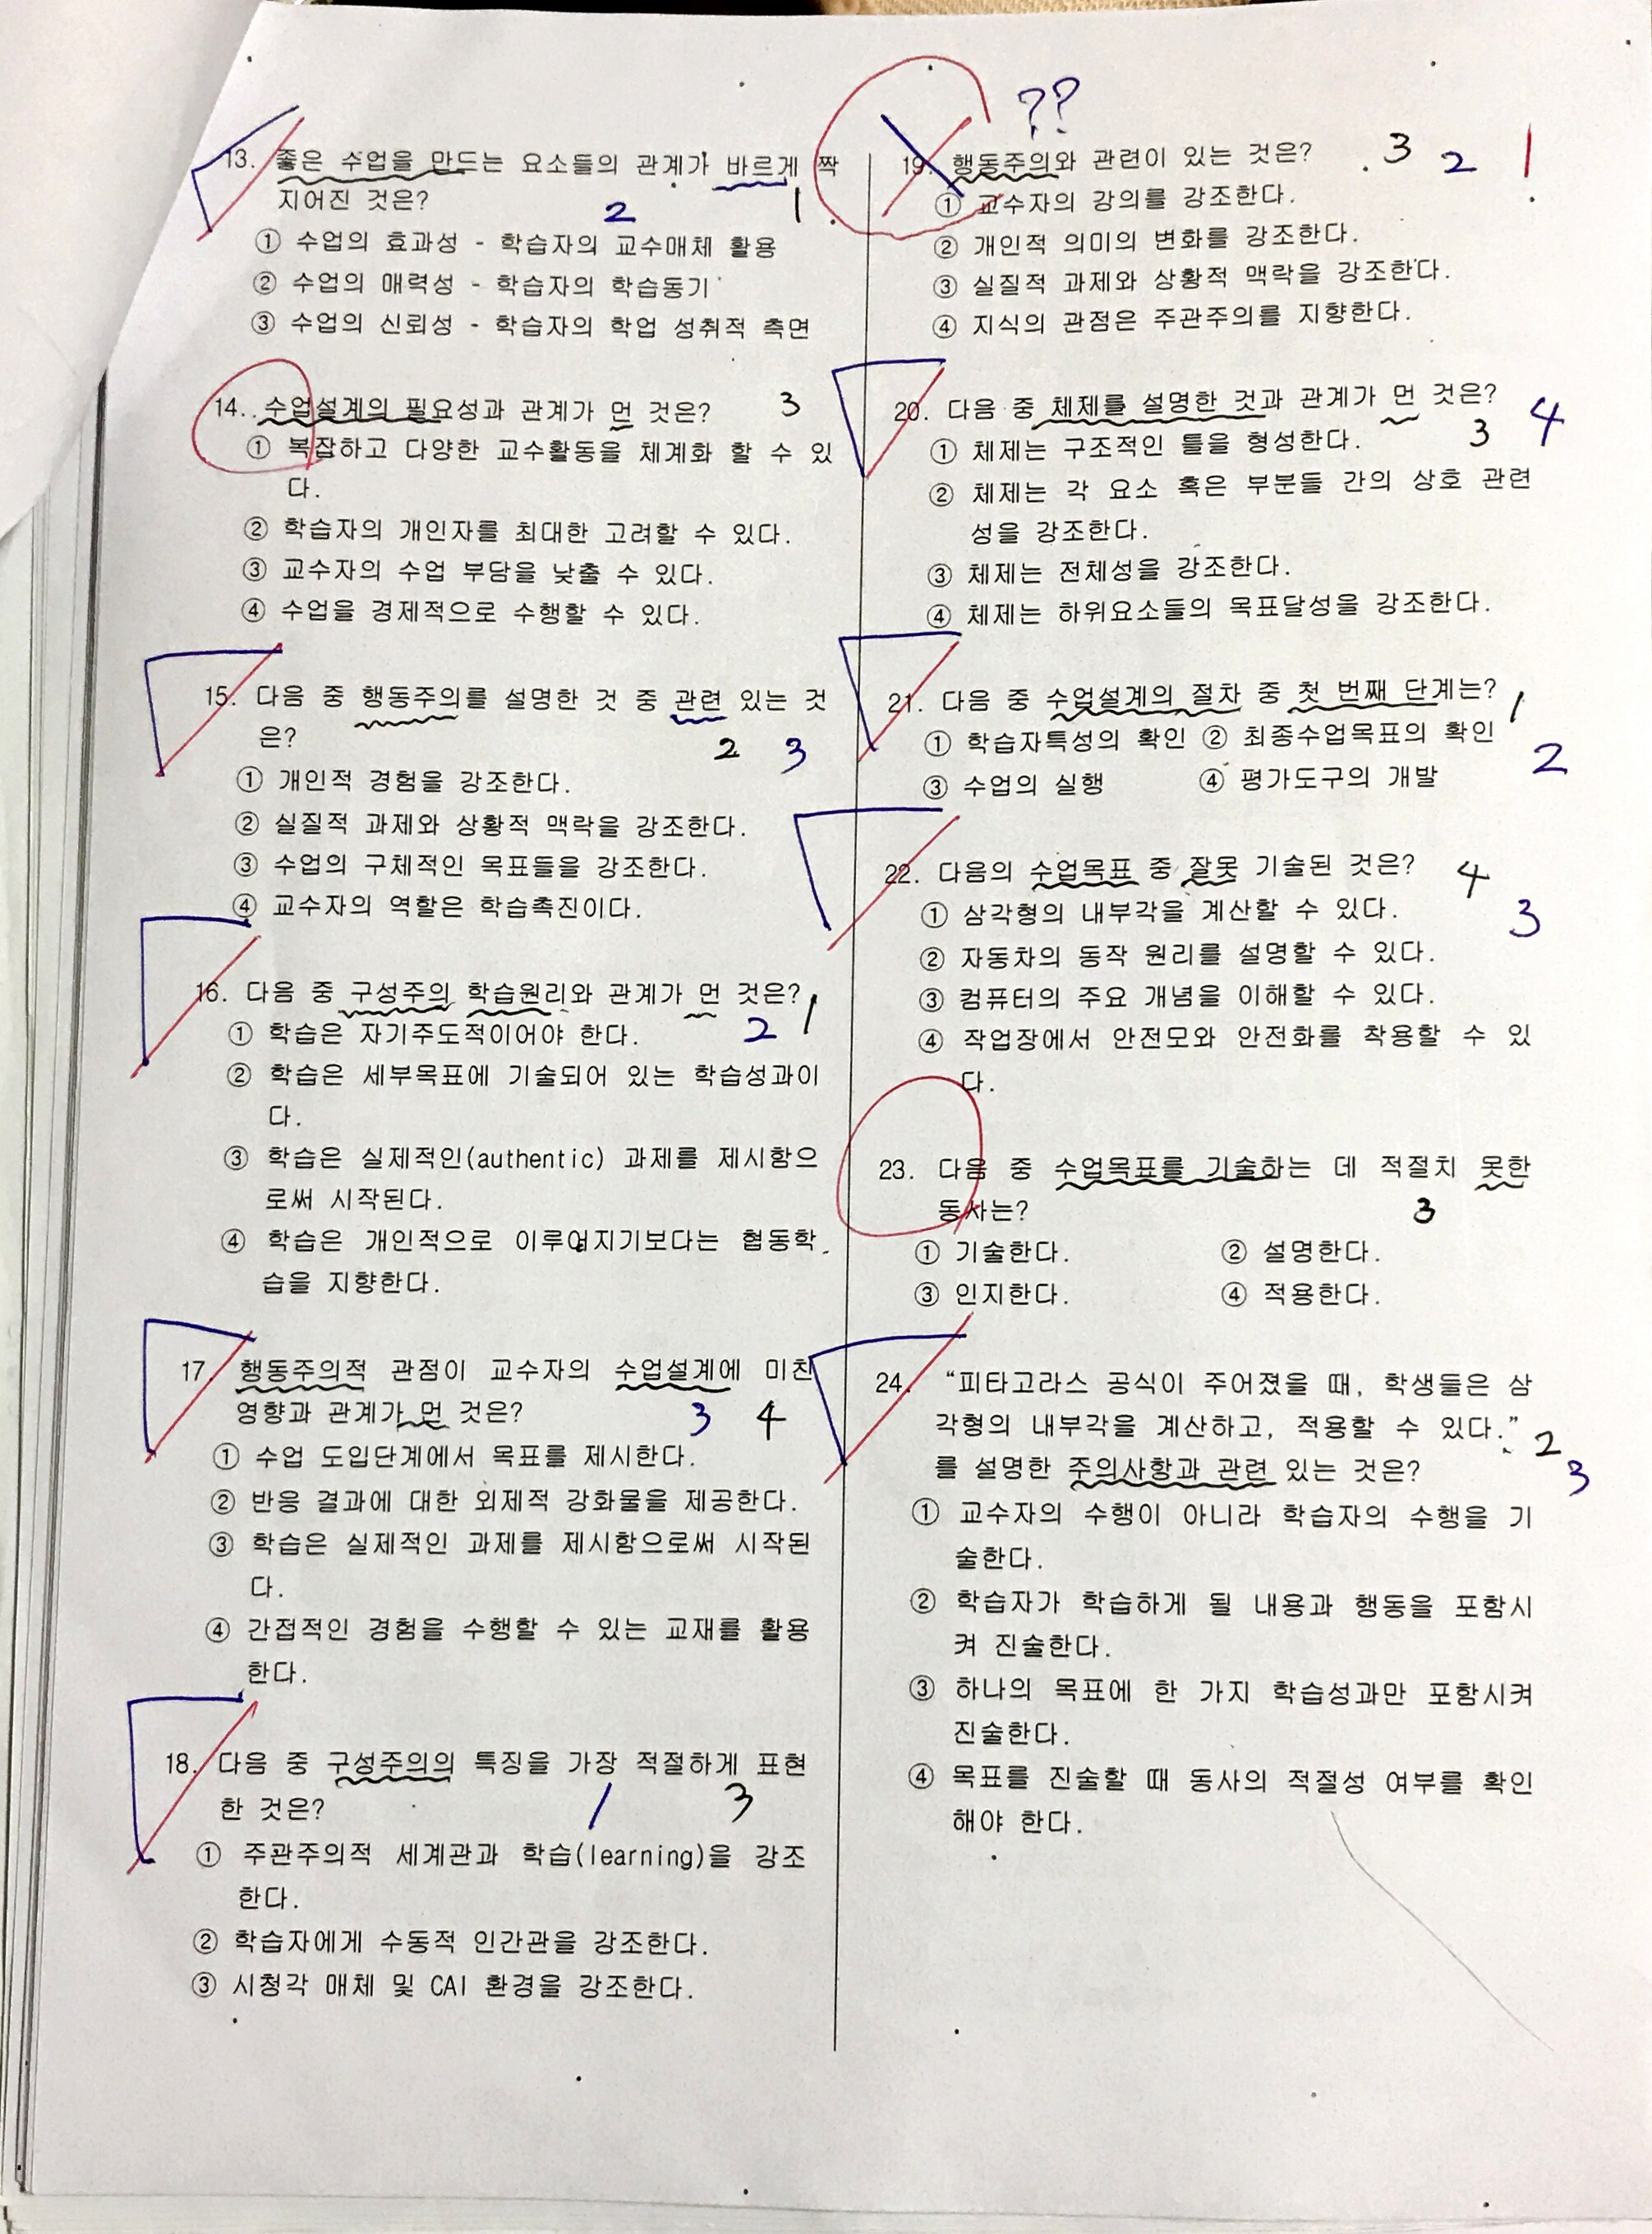 13. 좋은 수업을 만드는 요소들의 관계가 바르게 짝
지어진 것은?
2 1
① 수업의 효과성 - 학습자의 교수매체 활용
② 수업의 매력성 - 학습자의 학습동기
③ 수업의 신뢰성 - 학습자의 학업 성취적 측면
14. 수업설계의 필요성과 관계가 먼 것은? 3
① 복잡하고 다양한 교수활동을 체계화 할 수 있
다.
② 학습자의 개인자를 최대한 고려할 수 있다.
③ 교수자의 수업 부담을 낮출 수 있다.
④ 수업을 경제적으로 수행할 수 있다.
15. 다음 중 행동주의를 설명한 것 중 관련 있는 것
은? 2 3
① 개인적 경험을 강조한다.
② 실질적 과제와 상황적 맥락을 강조한다.
③ 수업의 구체적인 목표들을 강조한다.
④ 교수자의 역할은 학습촉진이다.
16. 다음 중 구성주의 학습원리와 관계가 먼 것은? 1
① 학습은 자기주도적이어야 한다. 2
② 학습은 세부목표에 기술되어 있는 학습성과이
다.
③ 학습은 실제적인(authentic) 과제를 제시함으
로써 시작된다.
④ 학습은 개인적으로 이루어지기보다는 협동학
습을 지향한다.
17. 행동주의적 관점이 교수자의 수업설계에 미친
영향과 관계가 먼 것은? 3 4
① 수업 도입단계에서 목표를 제시한다.
② 반응 결과에 대한 외제적 강화물을 제공한다.
③ 학습은 실제적인 과제를 제시함으로써 시작된
다.
④ 간접적인 경험을 수행할 수 있는 교재를 활용
한다.
18. 다음 중 구성주의의 특징을 가장 적절하게 표현
한 것은? 1 3
① 주관주의적 세계관과 학습(learning)을 강조
한다.
② 학습자에게 수동적 인간관을 강조한다.
③ 시청각 매체 및 CAI 환경을 강조한다.
??
19. 행동주의와 관련이 있는 것은? 3 2 1
① 교수자의 강의를 강조한다.
② 개인적 의미의 변화를 강조한다.
③ 실질적 과제와 상황적 맥락을 강조한다.
④ 지식의 관점은 주관주의를 지향한다.
20. 다음 중 체제를 설명한 것과 관계가 먼 것은? 4
① 체제는 구조적인 틀을 형성한다. 3
② 체제는 각 요소 혹은 부분들 간의 상호 관련
성을 강조한다.
③ 체제는 전체성을 강조한다.
④ 체제는 하위요소들의 목표달성을 강조한다.
21. 다음 중 수업설계의 절차 중 첫 번째 단계는? 1
① 학습자특성의 확인 ② 최종수업목표의 확인 2
③ 수업의 실행 ④ 평가도구의 개발
22. 다음의 수업목표 중 잘못 기술된 것은? 4
① 삼각형의 내부각을 계산할 수 있다. 3
② 자동차의 동작 원리를 설명할 수 있다.
③ 컴퓨터의 주요 개념을 이해할 수 있다.
④ 작업장에서 안전모와 안전화를 착용할 수 있
다.
23. 다음 중 수업목표를 기술하는 데 적절치 못한
동사는? 3
① 기술한다. ② 설명한다.
③ 인지한다. ④ 적용한다.
24. “피타고라스 공식이 주어졌을 때, 학생들은 삼
각형의 내부각을 계산하고, 적용할 수 있다.” 2
를 설명한 주의사항과 관련 있는 것은? 3
① 교수자의 수행이 아니라 학습자의 수행을 기
술한다.
② 학습자가 학습하게 될 내용과 행동을 포함시
켜 진술한다.
③ 하나의 목표에 한 가지 학습성과만 포함시켜
진술한다.
④ 목표를 진술할 때 동사의 적절성 여부를 확인
해야 한다.